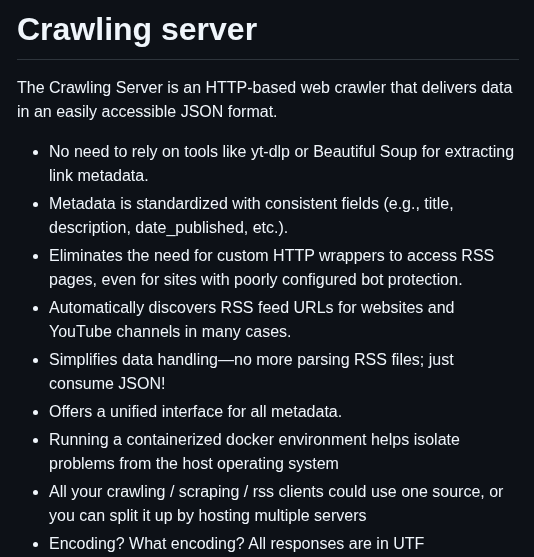 Crawling server
The Crawling Server is an HTTP-based web crawler that delivers data
in an easily accessible JSON format.
• No need to rely on tools like yt-dlp or Beautiful Soup for extracting
link metadata.
• Metadata is standardized with consistent fields (e.g., title,
description, date_published, etc.).
• Eliminates the need for custom HTTP wrappers to access RSS
pages, even for sites with poorly configured bot protection.
• Automatically discovers RSS feed URLs for websites and
YouTube channels in many cases.
• Simplifies data handling—no more parsing RSS files; just
consume JSON!
• Offers a unified interface for all metadata.
• Running a containerized docker environment helps isolate
problems from the host operating system
• All your crawling / scraping / rss clients could use one source, or
you can split it up by hosting multiple servers
• Encoding? What encoding? All responses are in UTF